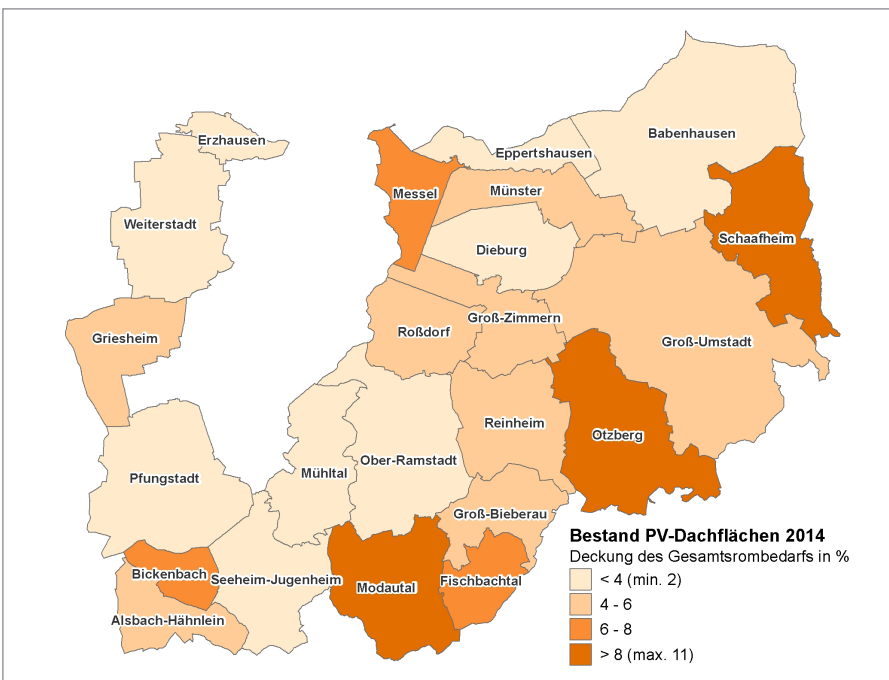 Erzhausen
Babenhausen
Eppertshausen
Messel
Münster
Weiterstadt
Schaafheim
Dieburg
Groß-Zimmern
Roßdorf
Griesheim
Groß-Umstadt
Reinheim
Otzberg
Ober-Ramstadt
Mühltal
Pfungstadt
Groß-Bieberau
Bickenbach
Seeheim-Jugenheim
Modautal
Fischbachtal
Alsbach-Hähnlein
Bestand PV-Dachflächen 2014
Deckung des Gesamtsrombedarfs in %
< 4 (min. 2)
4 - 6
6 - 8
> 8 (max. 11)